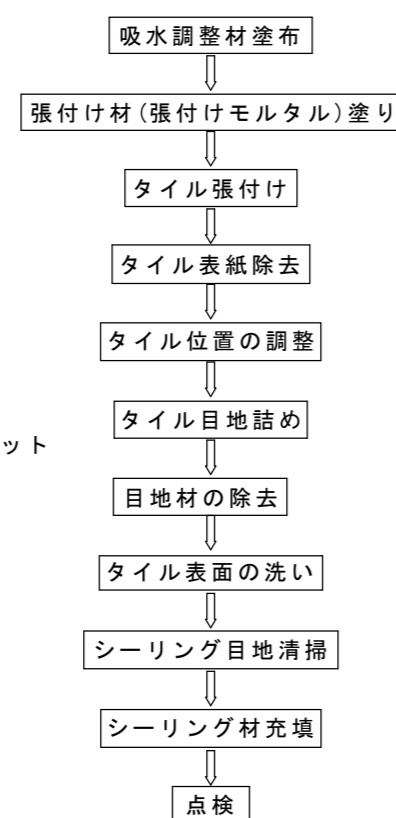 吸水調整材塗布
張付け材(張付けモルタル)塗り
タイル張付け
タイル表紙除去
タイル位置の調整
タイル目地詰め
ット
目地材の除去
タイル表面の洗い
シーリング目地清掃
シーリング材充填
点検